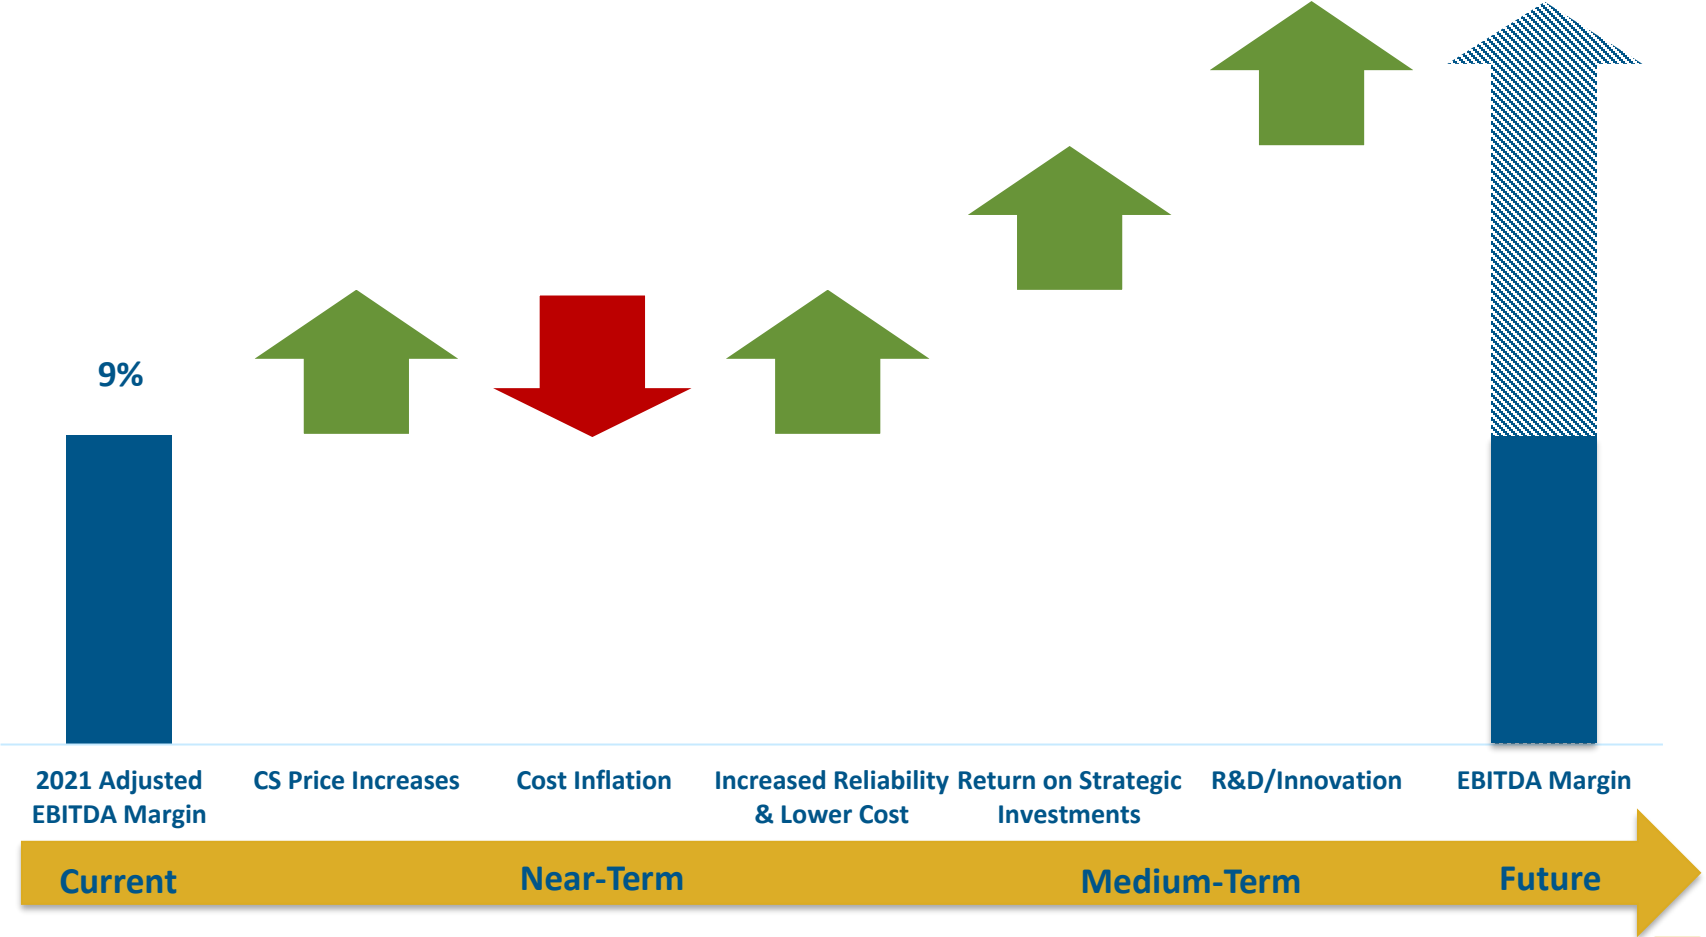 9%
2021 Adjusted
EBITDA Margin
CS Price Increases
Cost Inflation
Increased Reliability
& Lower Cost
Return on Strategic
Investments
R&D/Innovation
EBITDA Margin
Current
Near-Term
Medium-Term
Future